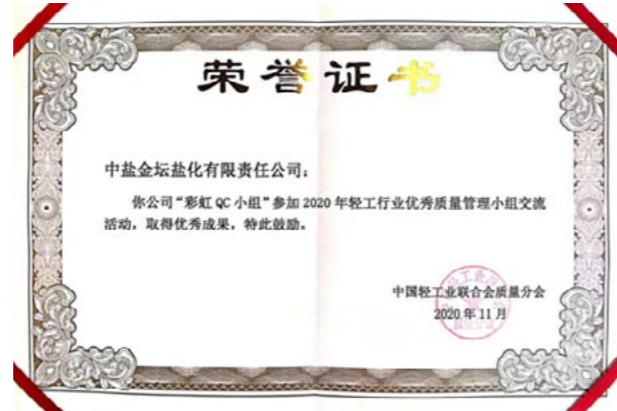 荣誉证书
中盐金坛盐化有限责任公司：
你公司“彩虹 QC 小组”参加 2020 年轻工行业优秀质量管理小组交流
活动，取得优秀成果，特此鼓励。
中国轻工业联合会质量分会
2020 年 11 月